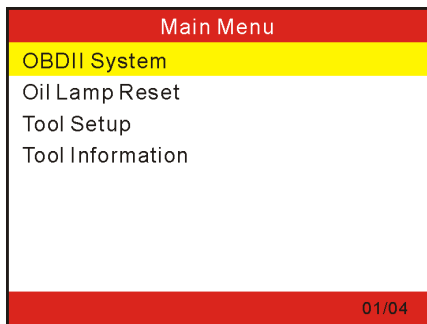 Main Menu
OBDII System
Oil Lamp Reset
Tool Setup
Tool Information
01/04